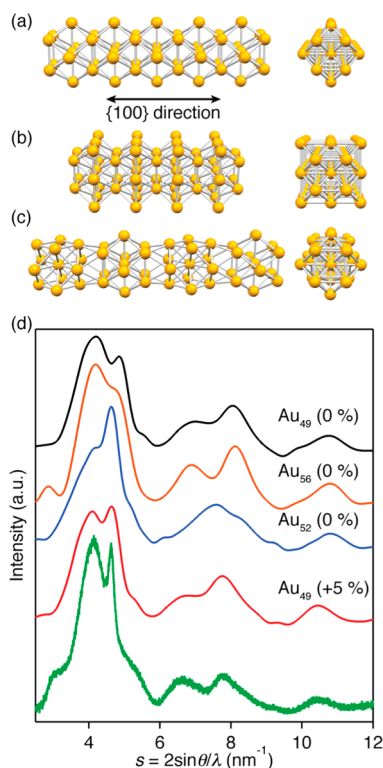 (a)
{100} direction
(b)
(c)
(d)
Au49 (0 %)
Au56 (0 %)
Au52 (0 %)
Au49 (+5 %)
Intensity (a.u.)
4 6 8 10 12
s = 2sinθ/λ (nm⁻¹)